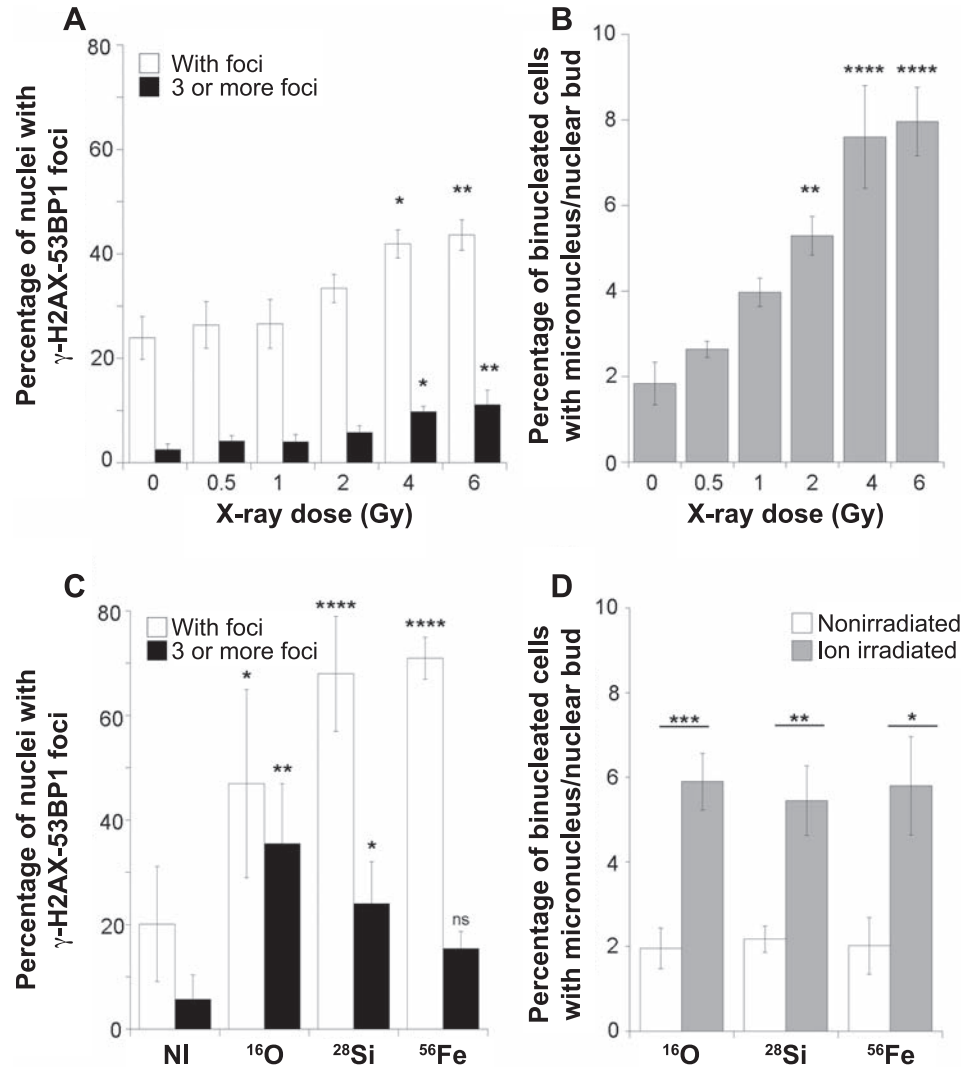 A
80
60
40
20
0
With foci
3 or more foci
Percentage of nuclei with
γ-H2AX-53BP1 foci
*
**
*
**
0 0.5 1 2 4 6
X-ray dose (Gy)
B
10
8
6
4
2
0
Percentage of binucleated cells
with micronucleus/nuclear bud
**
**** ****
0 0.5 1 2 4 6
X-ray dose (Gy)
C
80
60
40
20
0
With foci
3 or more foci
Percentage of nuclei with
γ-H2AX-53BP1 foci
*
**
****
*
****
ns
NI ¹⁶O ²⁸Si ⁵⁶Fe
D
10
8
6
4
2
0
Nonirradiated
Ion irradiated
Percentage of binucleated cells
with micronucleus/nuclear bud
*** ** *
¹⁶O ²⁸Si ⁵⁶Fe